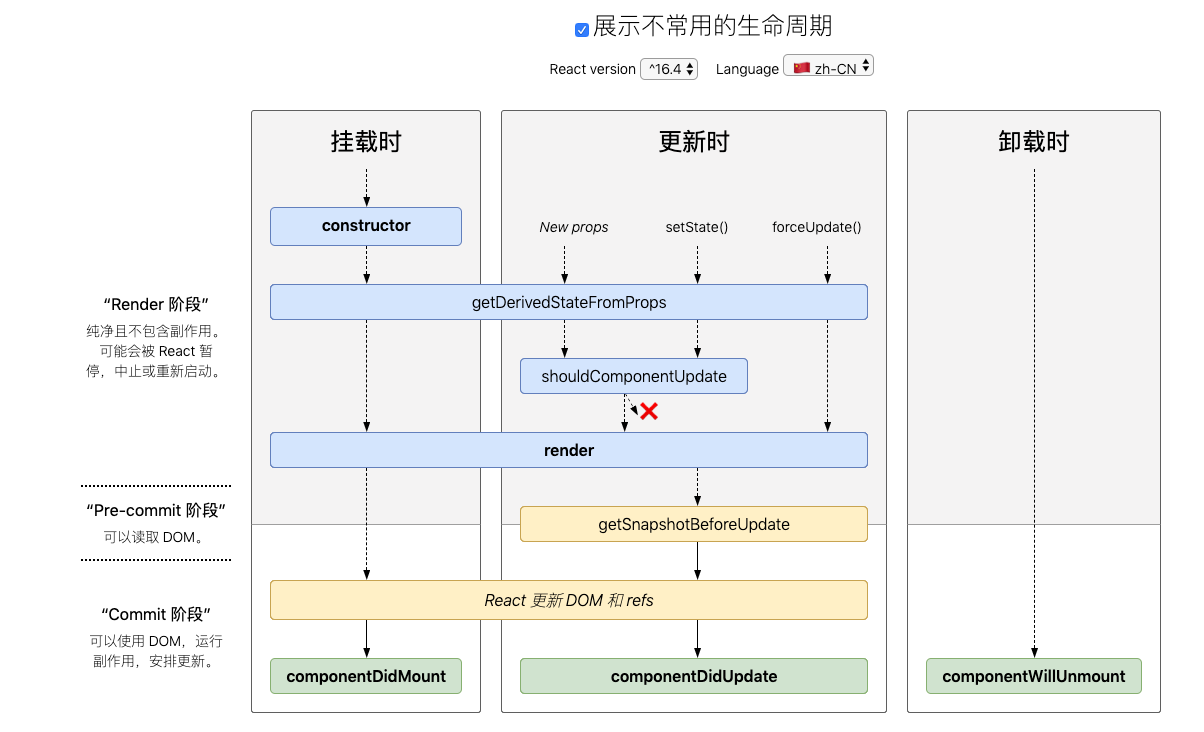 展示不常用的生命周期
React version ^16.4 Language 🇨🇳 zh-CN
挂载时
更新时
卸载时
constructor
New props
setState()
forceUpdate()
“Render 阶段”
纯净且不包含副作用。
可能会被 React 暂
停，中止或重新启动。
getDerivedStateFromProps
shouldComponentUpdate
render
“Pre-commit 阶段”
可以读取 DOM。
getSnapshotBeforeUpdate
“Commit 阶段”
可以使用 DOM，运行
副作用，安排更新。
React 更新 DOM 和 refs
componentDidMount
componentDidUpdate
componentWillUnmount